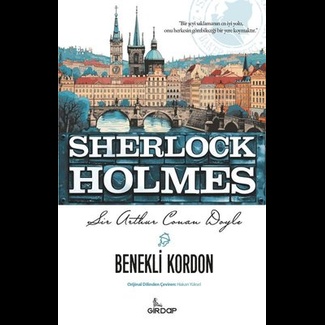 "Bir şeyi saklamanın en iyi yolu,
onu herkesin görebileceği bir yere koymaktır."
SHERLOCK
HOLMES
Sir Arthur Conan Doyle
BENEKLİ KORDON
Orijinal Dilinden Çeviren: Hakan Yüksel
GİRDAP